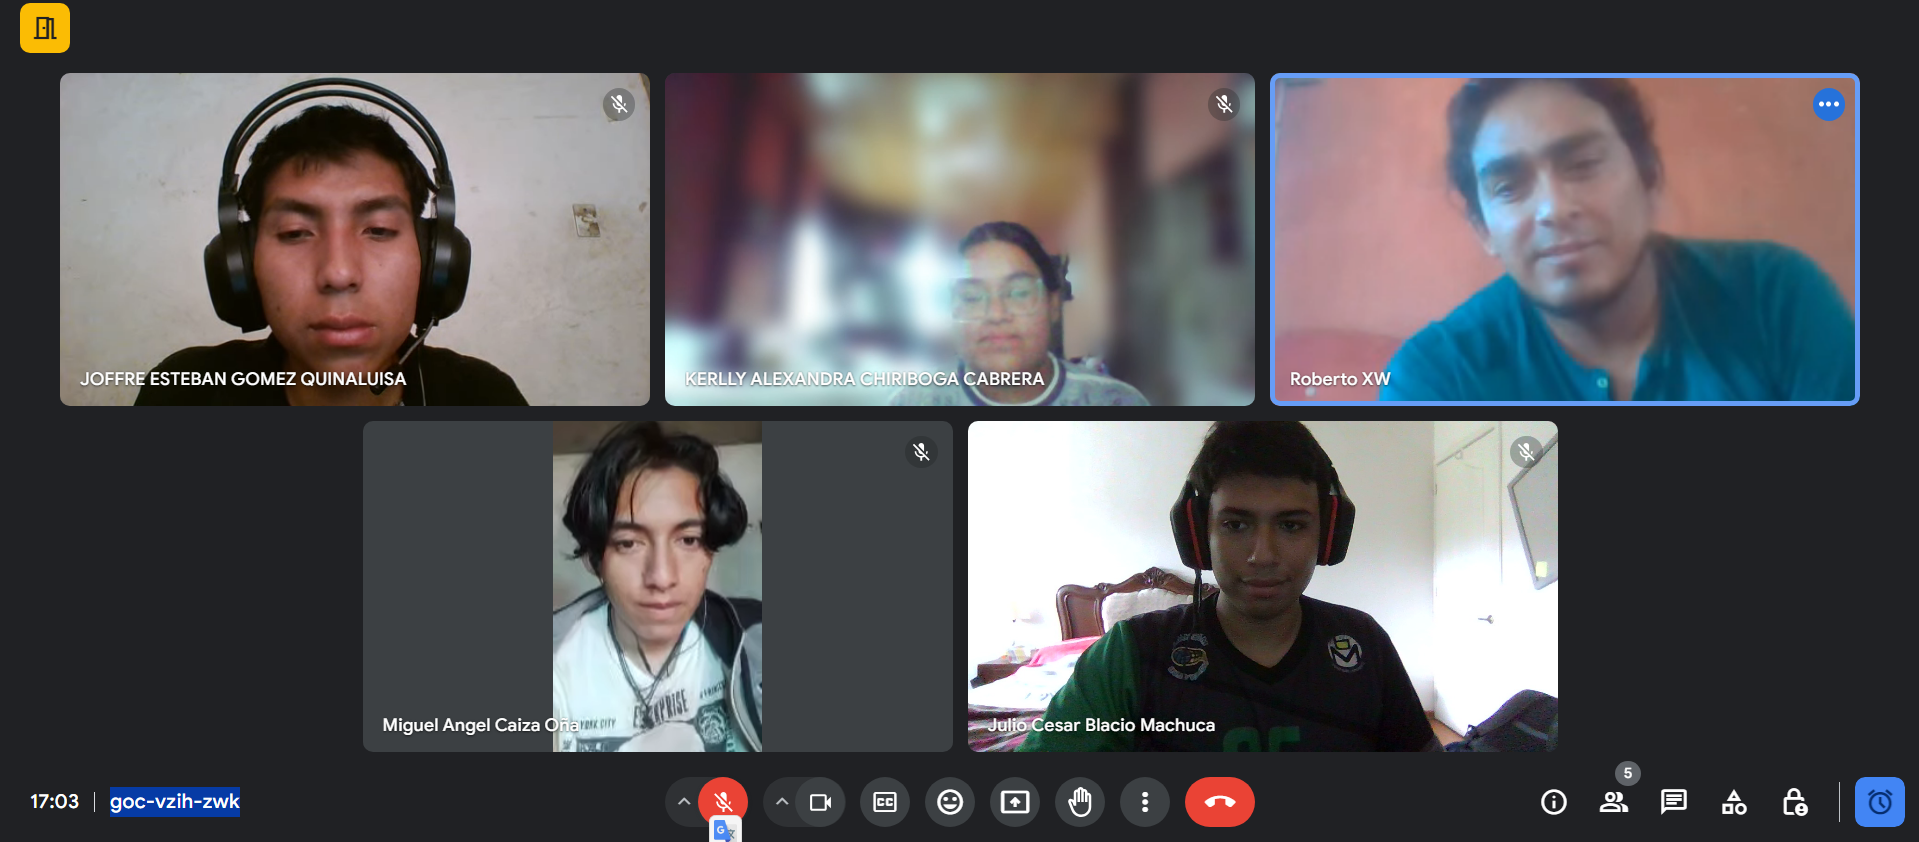 JOFFRE ESTEBAN GOMEZ QUINALUISA
KERLLY ALEXANDRA CHIRIBOGA CABRERA
Roberto XW
Miguel Angel Caiza Oña
Julio Cesar Blacio Machuca
17:03
goc-vzih-zwk
CC
5
G